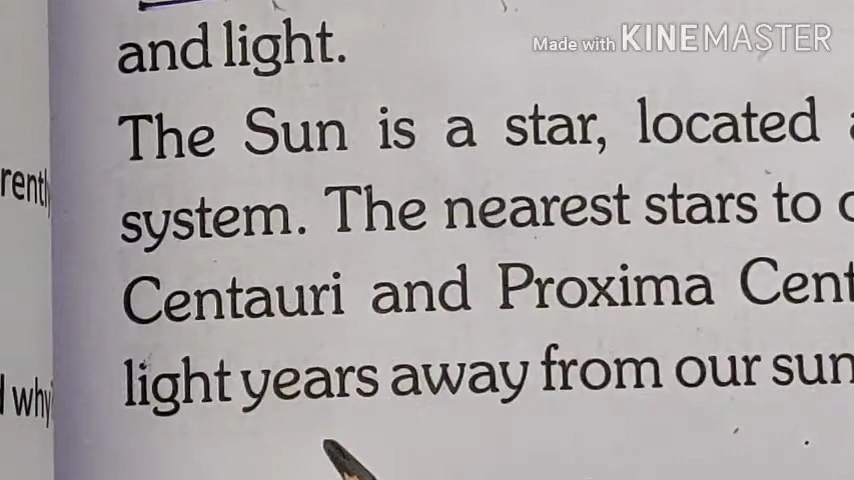 and light.
Made with KINEMASTER
The Sun is a star, located
system. The nearest stars to
Centauri and Proxima Cent
light years away from our sun
why